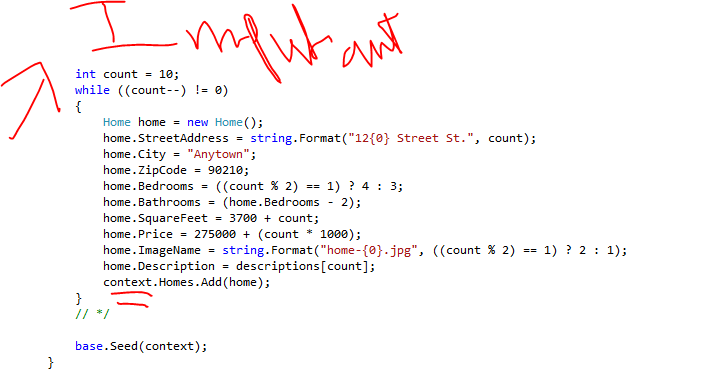 Important
int count = 10;
while ((count--) != 0)
{
Home home = new Home();
home.StreetAddress = string.Format("12{0} Street St.", count);
home.City = "Anytown";
home.ZipCode = 90210;
home.Bedrooms = ((count % 2) == 1) ? 4 : 3;
home.Bathrooms = (home.Bedrooms - 2);
home.SquareFeet = 3700 + count;
home.Price = 275000 + (count * 1000);
home.ImageName = string.Format("home-{0}.jpg", ((count % 2) == 1) ? 2 : 1);
home.Description = descriptions[count];
context.Homes.Add(home);
}
// */
base.Seed(context);
}